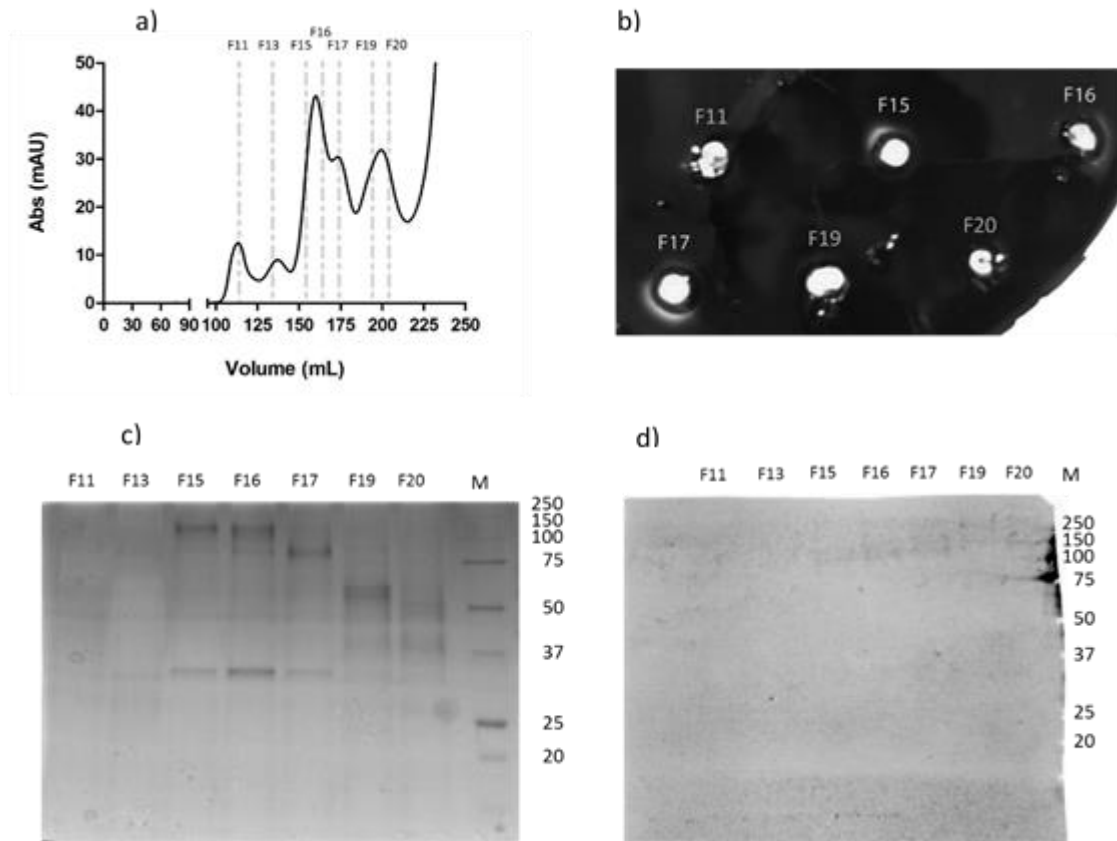 a)
F16
F11 F13 F15 F17 F19 F20
50
40
30
20
10
0
Abs (mAU)
0 30 60 90 100 125 150 175 200 225 250
Volume (mL)
b)
F11 F15 F16
F17 F19 F20
c)
F11 F13 F15 F16 F17 F19 F20 M
250
150
100
75
50
37
25
20
d)
F11 F13 F15 F16 F17 F19 F20 M
250
150
100
75
50
37
25
20